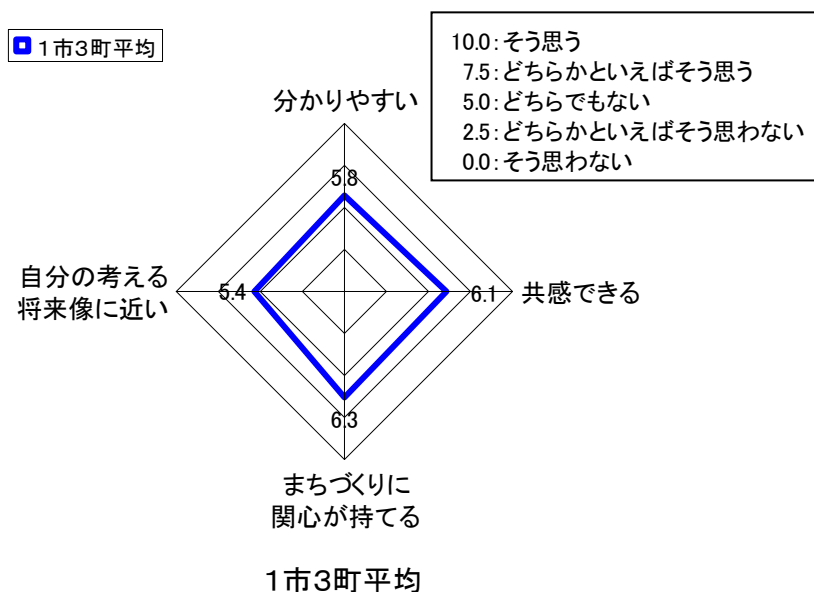 1市3町平均
10.0：そう思う
7.5：どちらかといえばそう思う
5.0：どちらでもない
2.5：どちらかといえばそう思わない
0.0：そう思わない
分かりやすい
5.8
自分の考える
将来像に近い
5.4
6.1
共感できる
6.3
まちづくりに
関心が持てる
1市3町平均